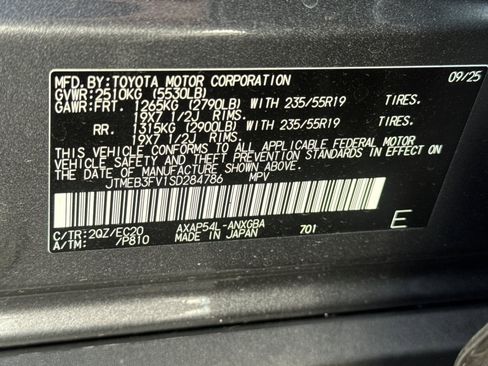 MFD.BY:TOYOTA MOTOR CORPORATION 09/25
GVWR:2510KG (5530LB)
GAWR:FRT. 1265KG (2790LB) WITH 235/55R19 TIRES.
19X7 1/2J RIMS.
RR. 1315KG (2900LB) WITH 235/55R19 TIRES.
19X7 1/2J RIMS.
THIS VEHICLE CONFORMS TO ALL APPLICABLE FEDERAL MOTOR
VEHICLE SAFETY AND THEFT PREVENTION STANDARDS IN EFFECT ON
THE DATE OF MANUFACTURE SHOWN ABOVE.
JTMEB3FV1SD284786 MPV
C/TR:2QZ/EC20 AXAP54L-ANXGBA E
A/TM: /P810 MADE IN JAPAN 701